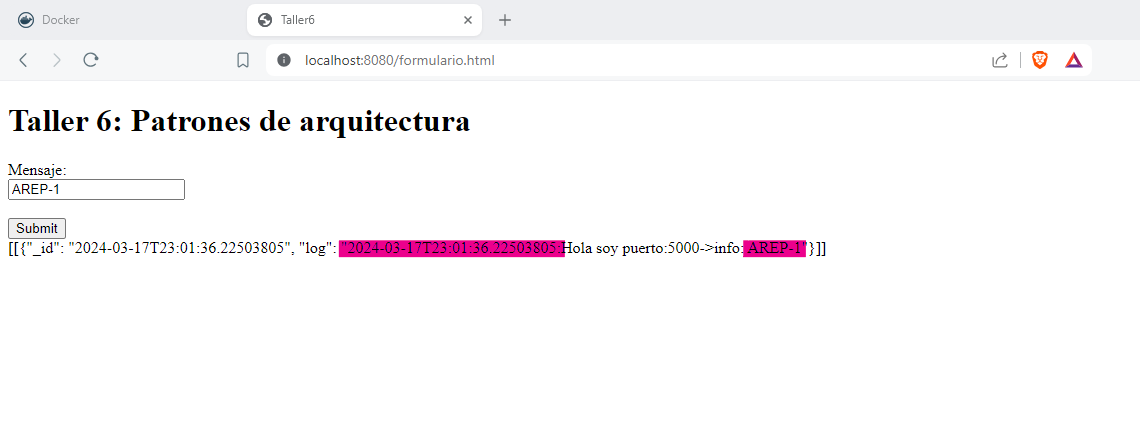 Docker
Taller6
localhost:8080/formulario.html
Taller 6: Patrones de arquitectura
Mensaje:
AREP-1
Submit
[[{"_id": "2024-03-17T23:01:36.22503805", "log": "2024-03-17T23:01:36.22503805:Hola soy puerto:5000->info: AREP-1"}]]